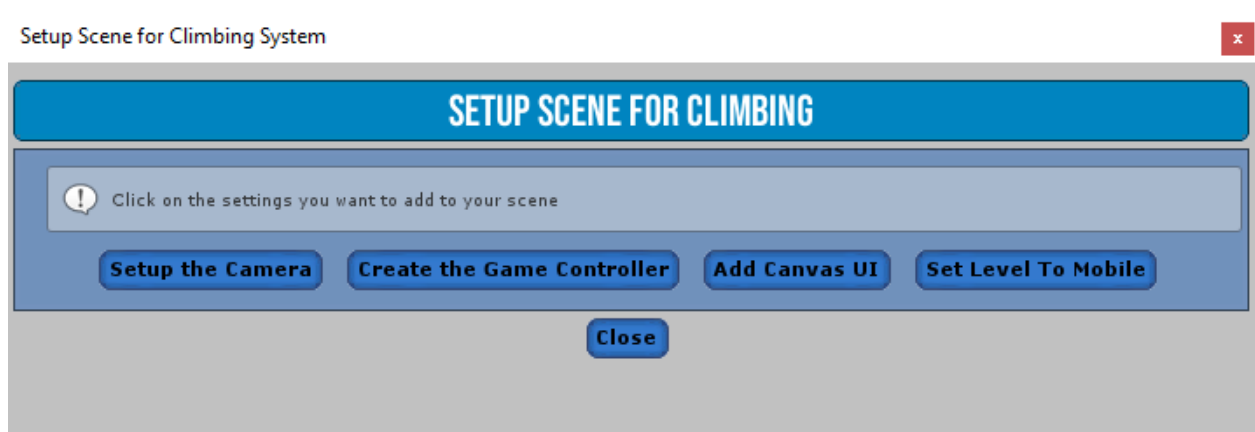 Setup Scene for Climbing System
x
SETUP SCENE FOR CLIMBING
Click on the settings you want to add to your scene
Setup the Camera Create the Game Controller Add Canvas UI Set Level To Mobile
Close